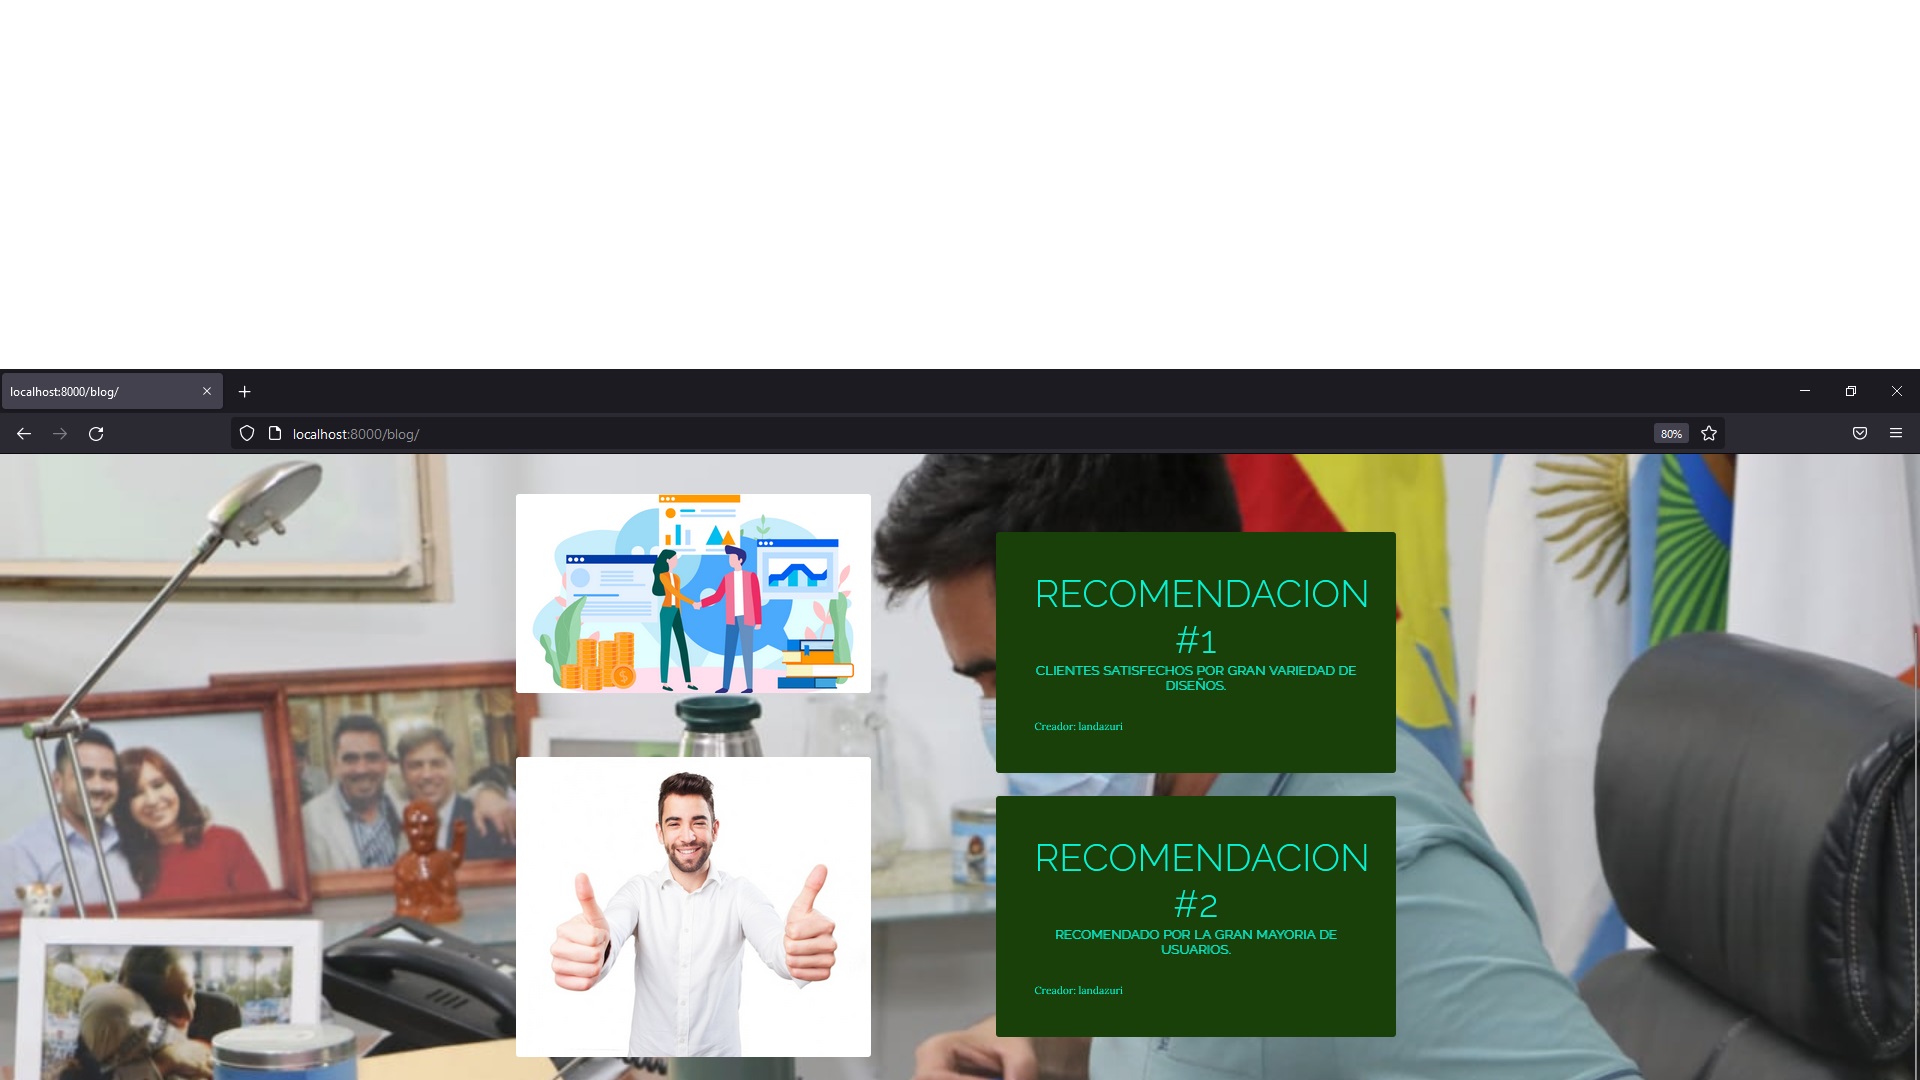 localhost:8000/blog/
localhost:8000/blog/
80%
RECOMENDACION
#1
CLIENTES SATISFECHOS POR GRAN VARIEDAD DE
DISEÑOS.
Creador: landazuri
RECOMENDACION
#2
RECOMENDADO POR LA GRAN MAYORIA DE
USUARIOS.
Creador: landazuri